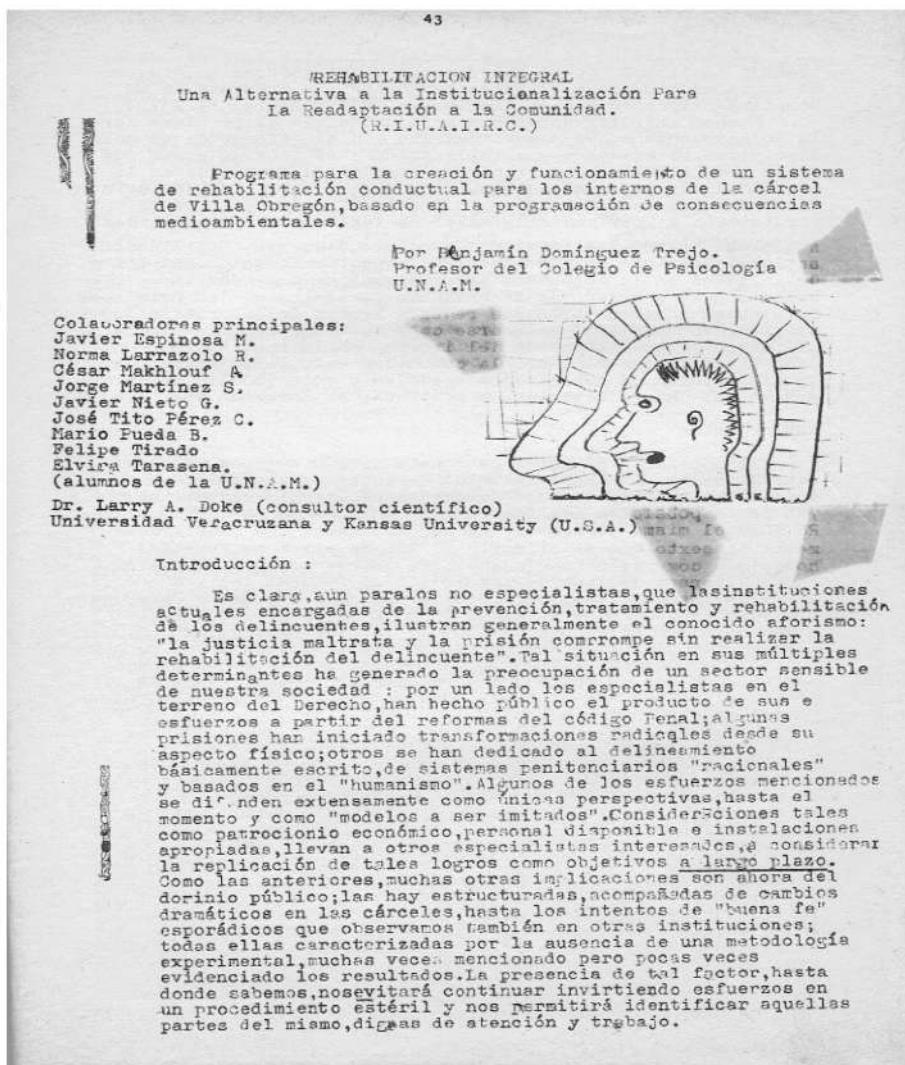 43
REHABILITACION INTEGRAL
Una Alternativa a la Institucionalización Para
La Readaptación a la Comunidad.
(R.I.U.A.I.R.C.)
Programa para la creación y funcionamiento de un sistema
de rehabilitación conductual para los internos de la cárcel
de Villa Obregón,basado en la programación de consecuencias
medioambientales.
Por Benjamín Domínguez Trejo.
Profesor del Colegio de Psicología
U.N.A.M.
Colaboradores principales:
Javier Espinosa M.
Norma Larrazolo R.
César Makhlouf A
Jorge Martínez S.
Javier Nieto G.
José Tito Pérez C.
Mario Rueda B.
Felipe Tirado
Elvira Tarasena.
(alumnos de la U.N.A.M.)
Dr. Larry A. Doke (consultor científico)
Universidad Veracruzana y Kansas University (U.S.A.)
Introducción :
Es claro,aun paralos no especialistas,que lasinstituciones
actuales encargadas de la prevención,tratamiento y rehabilitación
de los delincuentes,ilustran generalmente el conocido aforismo:
"la justicia maltrata y la prisión comrrompe sin realizar la
rehabilitación del delincuente".Tal situación en sus múltiples
determinantes ha generado la preocupación de un sector sensible
de nuestra sociedad : por un lado los especialistas en el
terreno del Derecho,han hecho público el producto de sus e
esfuerzos a partir del reformas del código Penal;algunas
prisiones han iniciado transformaciones radicqles desde su
aspecto físico;otros se han dedicado al delineamiento
básicamente escrito,de sistemas penitenciarios "racionales"
y basados en el "humanismo".Algunos de los esfuerzos mencionados
se difunden extensamente como únicas perspectivas,hasta el
momento y como "modelos a ser imitados".Consideraciones tales
como patrocionio económico,personal disponible e instalaciones
apropiadas,llevan a otros especialistas interesados,a considerar
la replicación de tales logros como objetivos a largo plazo.
Como las anteriores,muchas otras implicaciones son ahora del
dorinio público;las hay estructuradas,acompañadas de cambios
dramáticos en las cárceles,hasta los intentos de "buena fe"
esporádicos que observamos también en otras instituciones;
todas ellas caracterizadas por la ausencia de una metodología
experimental,muchas veces mencionado pero pocas veces
evidenciado los resultados.La presencia de tal factor,hasta
donde sabemos,nosevitará continuar invirtiendo esfuerzos en
un procedimiento estéril y nos permitirá identificar aquellas
partes del mismo,dignas de atención y trabajo.